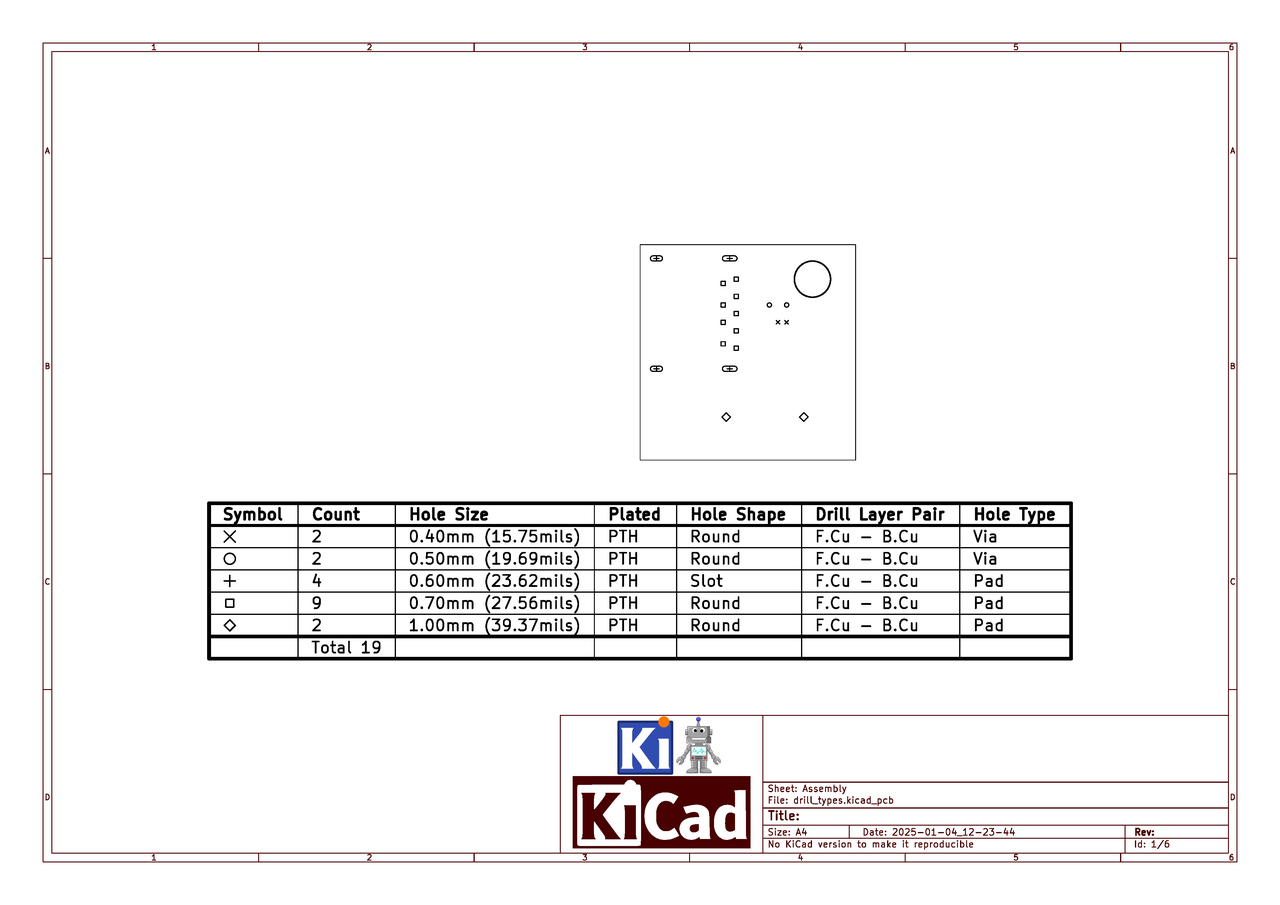 1 2 3 4 5 6
A A
B B
Symbol Count Hole Size Plated Hole Shape Drill Layer Pair Hole Type
2 0.40mm (15.75mils) PTH Round F.Cu - B.Cu Via
2 0.50mm (19.69mils) PTH Round F.Cu - B.Cu Via
C 4 0.60mm (23.62mils) PTH Slot F.Cu - B.Cu Pad C
9 0.70mm (27.56mils) PTH Round F.Cu - B.Cu Pad
2 1.00mm (39.37mils) PTH Round F.Cu - B.Cu Pad
Total 19
Ki
KiCad
Sheet: Assembly
D File: drill_types.kicad_pcb D
Title:
Size: A4 Date: 2025-01-04_12-23-44 Rev:
No KiCad version to make it reproducible Id: 1/6
1 2 3 4 5 6